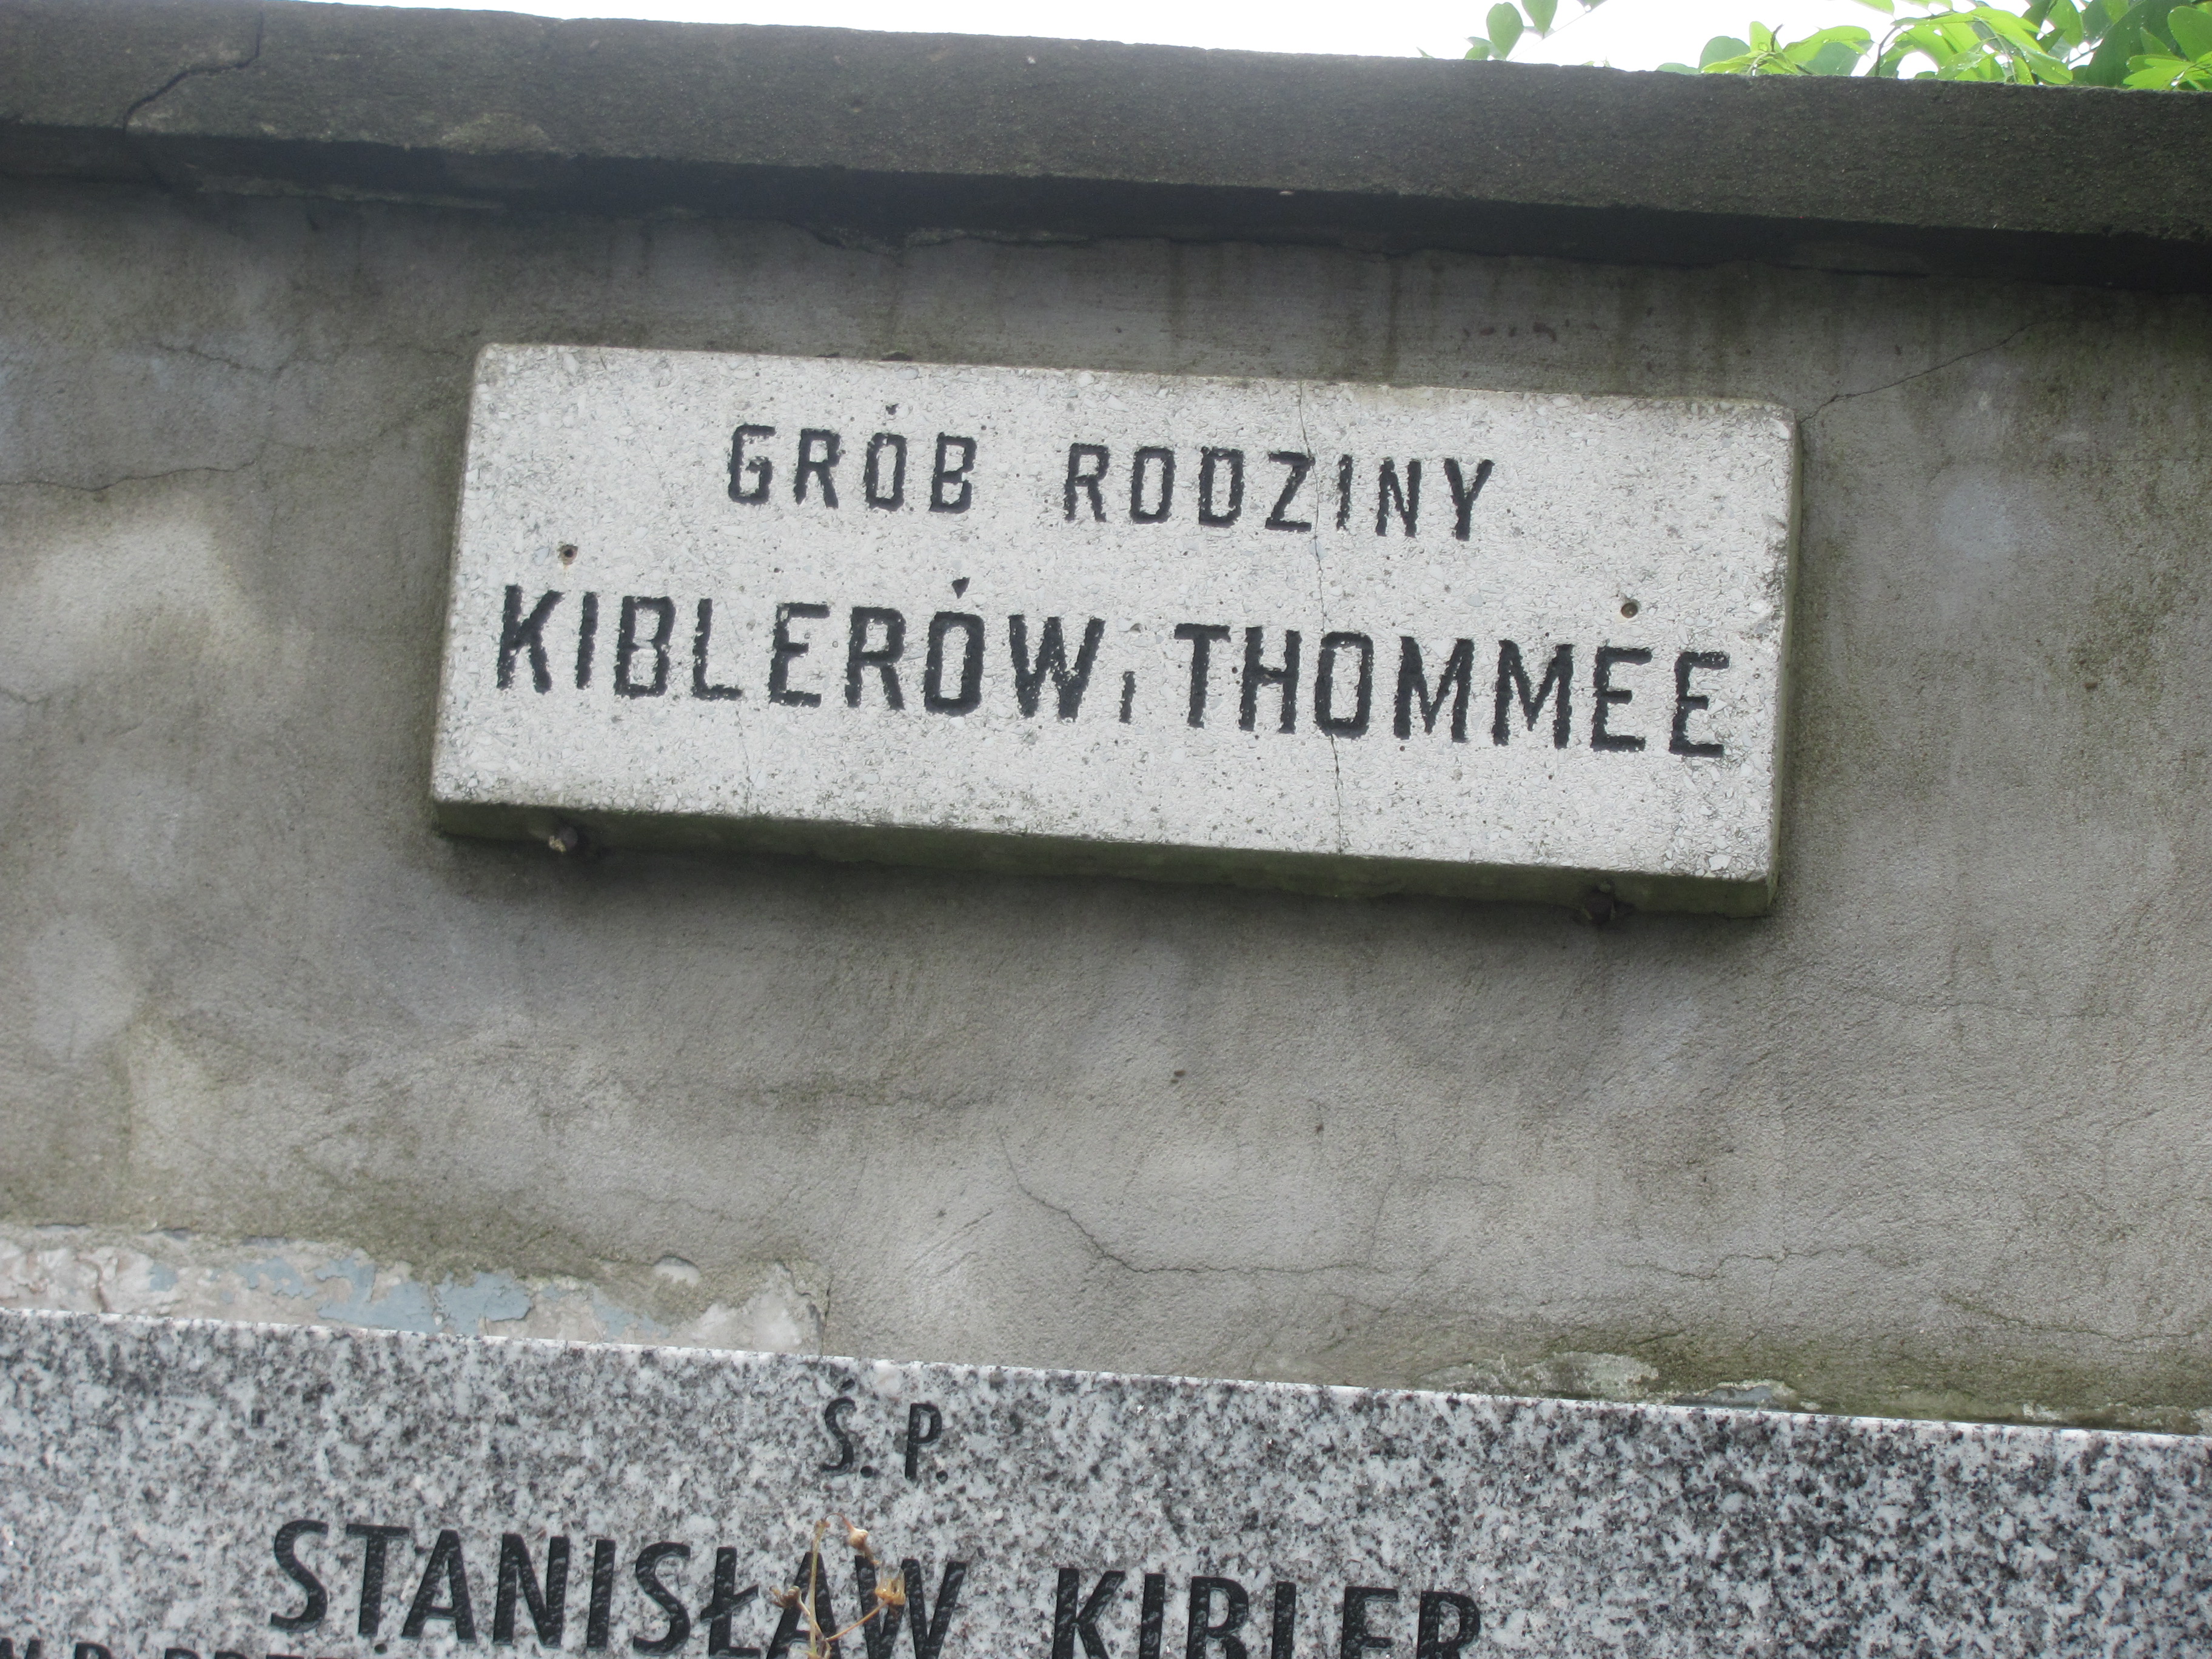 GRÓB RODZINY
KIBLERÓW I THOMMEE
Ś.P.
STANISŁAW KIBLER